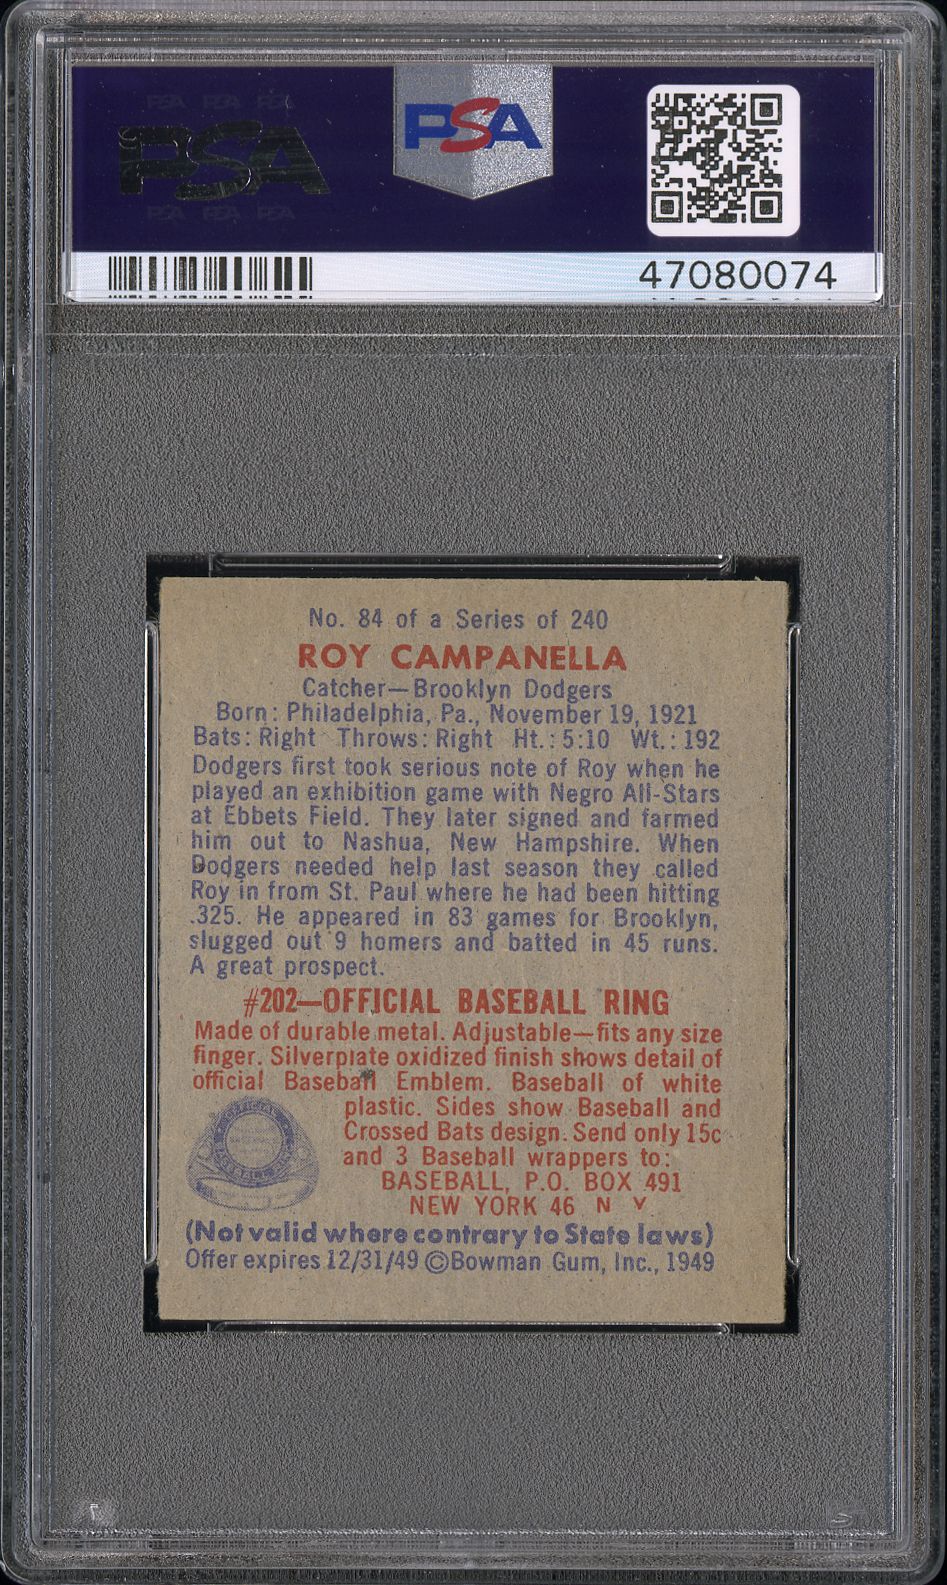 PSA PSA PSA
PSA
PSA PSA PSA
PSA
47080074
No. 84 of a Series of 240
ROY CAMPANELLA
Catcher—Brooklyn Dodgers
Born: Philadelphia, Pa., November 19, 1921
Bats: Right Throws: Right Ht.: 5:10 Wt.: 192
Dodgers first took serious note of Roy when he
played an exhibition game with Negro All-Stars
at Ebbets Field. They later signed and farmed
him out to Nashua, New Hampshire. When
Dodgers needed help last season they called
Roy in from St. Paul where he had been hitting
.325. He appeared in 83 games for Brooklyn,
slugged out 9 homers and batted in 45 runs.
A great prospect.
#202—OFFICIAL BASEBALL RING
Made of durable metal. Adjustable—fits any size
finger. Silverplate oxidized finish shows detail of
official Baseball Emblem. Baseball of white
plastic. Sides show Baseball and
Crossed Bats design. Send only 15c
and 3 Baseball wrappers to:
BASEBALL, P.O. BOX 491
NEW YORK 46 N Y
(Not valid where contrary to State laws)
Offer expires 12/31/49 ©Bowman Gum, Inc., 1949
OFFICIAL